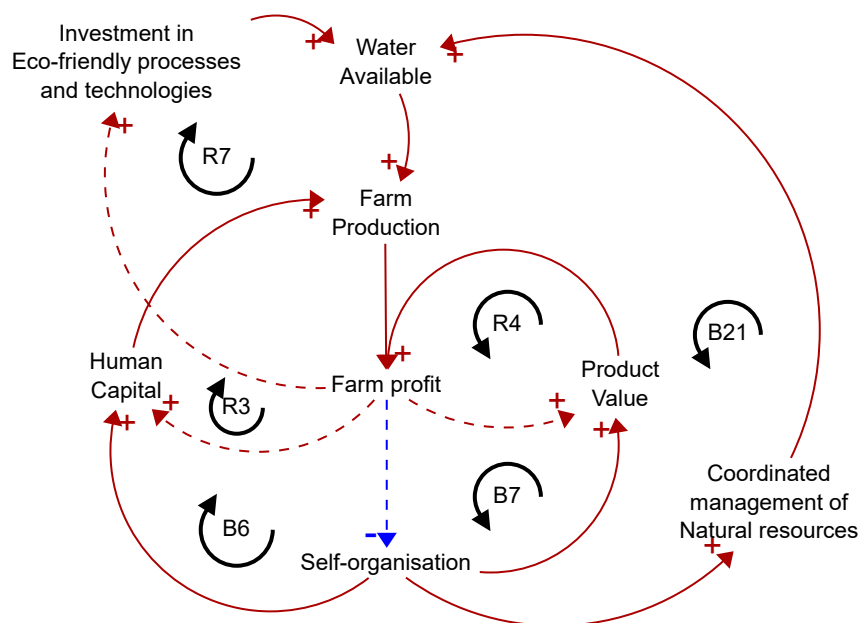 Investment in
Eco-friendly processes
and technologies
+
Water
Available
+
+
R7
+
Farm
Production
+
R4
B21
Human
Capital
+
Farm profit
Product
Value
R3
+
+
+
+
B6
B7
Coordinated
management of
Natural resources
+
-
Self-organisation